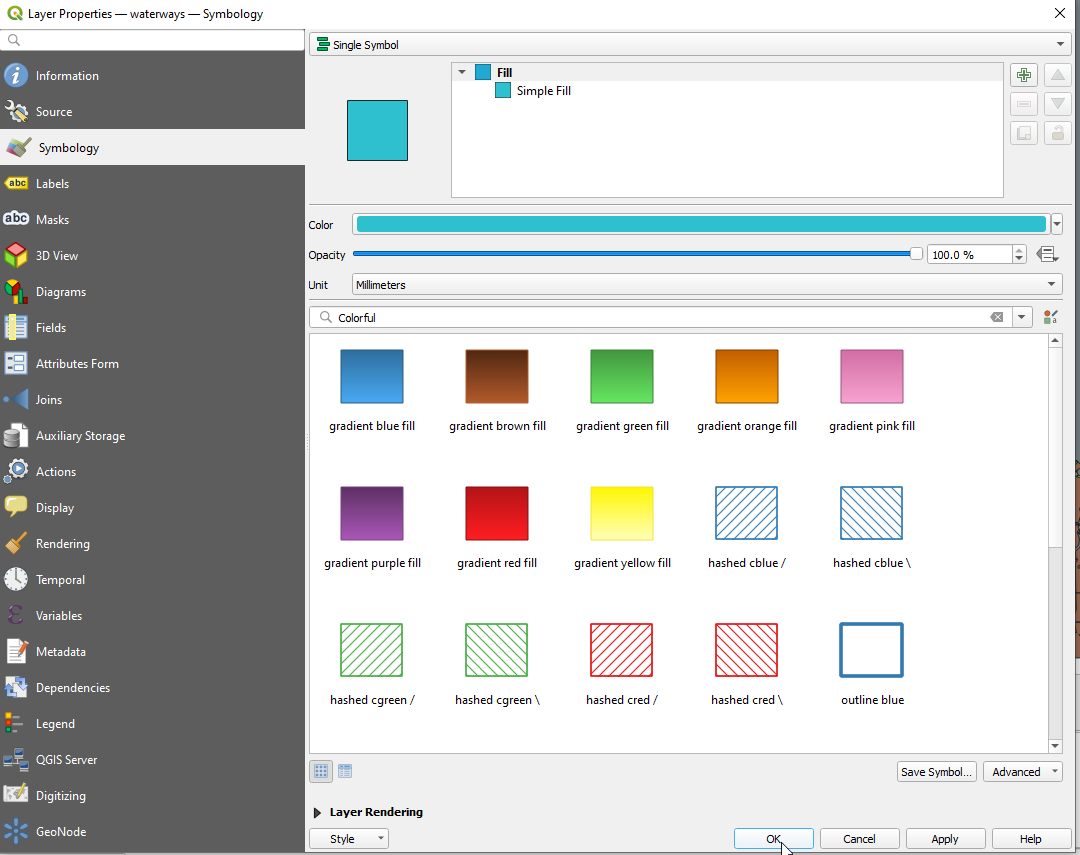 Layer Properties — waterways — Symbology
Information
Source
Symbology
abc Labels
abc Masks
3D View
Diagrams
Fields
Attributes Form
Joins
Auxiliary Storage
Actions
Display
Rendering
Temporal
Variables
Metadata
Dependencies
Legend
QGIS Server
Digitizing
GeoNode
Single Symbol
Fill
Simple Fill
Color
Opacity 100.0 %
Unit Millimeters
Colorful
gradient blue fill gradient brown fill gradient green fill gradient orange fill gradient pink fill
gradient purple fill gradient red fill gradient yellow fill hashed cblue / hashed cblue \
hashed cgreen / hashed cgreen \ hashed cred / hashed cred \ outline blue
Save Symbol... Advanced
Layer Rendering
Style OK Cancel Apply Help